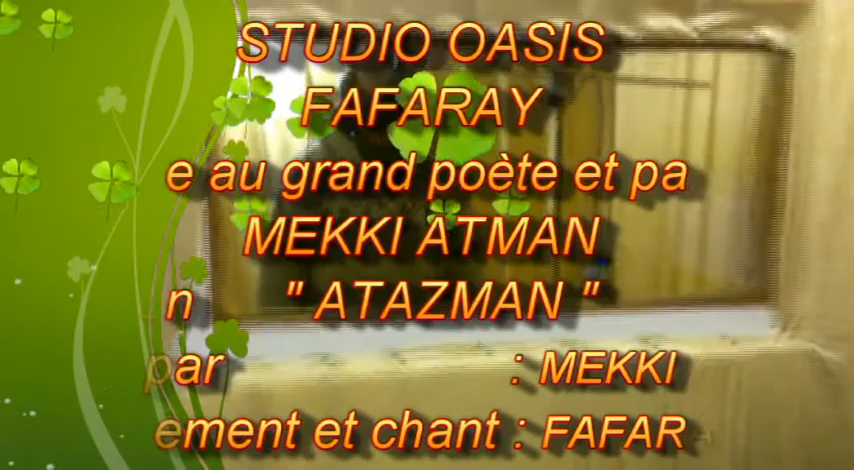 STUDIO OASIS
FAFARAY
e au grand poète et pa
MEKKI ATMAN
n " ATAZMAN "
par : MEKKI
ement et chant : FAFAR